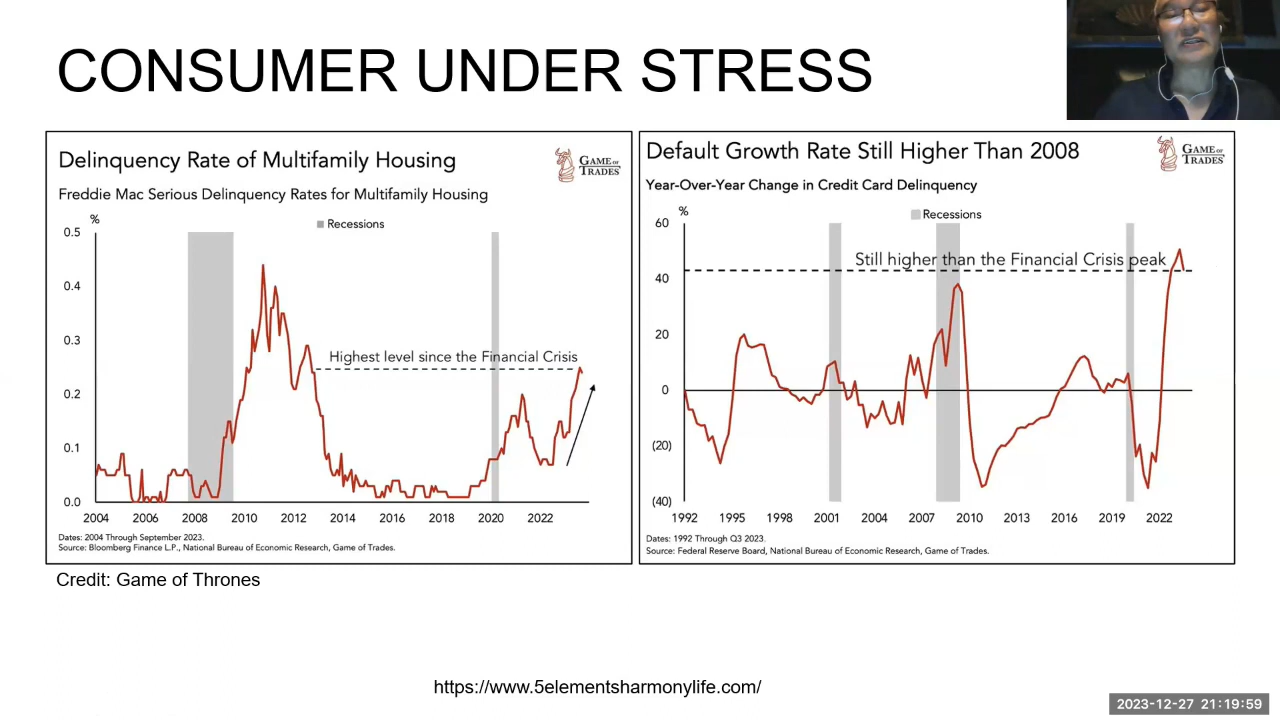 CONSUMER UNDER STRESS
Delinquency Rate of Multifamily Housing
GAME OF
TRADES
Freddie Mac Serious Delinquency Rates for Multifamily Housing
%
Recessions
0.5
0.4
0.3
0.2
0.1
0.0
Highest level since the Financial Crisis
2004 2006 2008 2010 2012 2014 2016 2018 2020 2022
Dates: 2004 Through September 2023.
Source: Bloomberg Finance L.P., National Bureau of Economic Research, Game of Trades.
Default Growth Rate Still Higher Than 2008
GAME OF
TRADES
Year-Over-Year Change in Credit Card Delinquency
%
Recessions
60
40
20
0
(20)
(40)
Still higher than the Financial Crisis peak
1992 1995 1998 2001 2004 2007 2010 2013 2016 2019 2022
Dates: 1992 Through Q3 2023.
Source: Federal Reserve Board, National Bureau of Economic Research, Game of Trades.
Credit: Game of Thrones
https://www.5elementsharmonylife.com/
2023-12-27 21:19:59